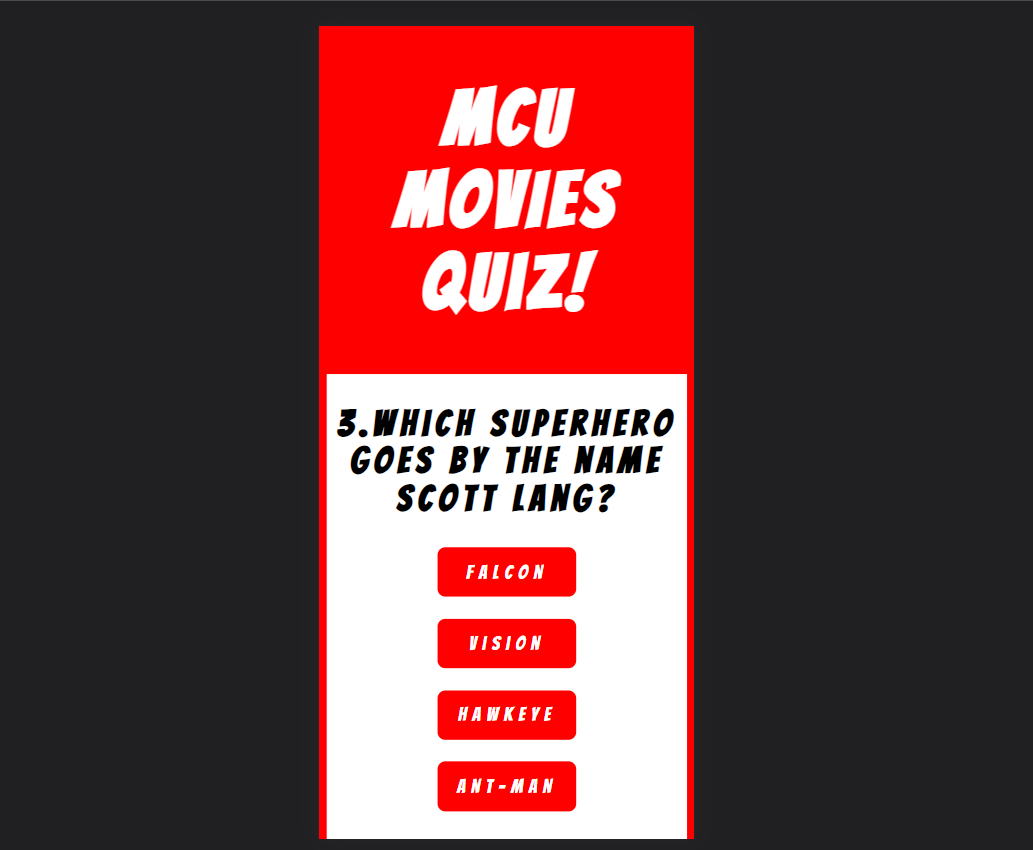 MCU
MOVIES
QUIZ!
3.WHICH SUPERHERO
GOES BY THE NAME
SCOTT LANG?
FALCON
VISION
HAWKEYE
ANT-MAN